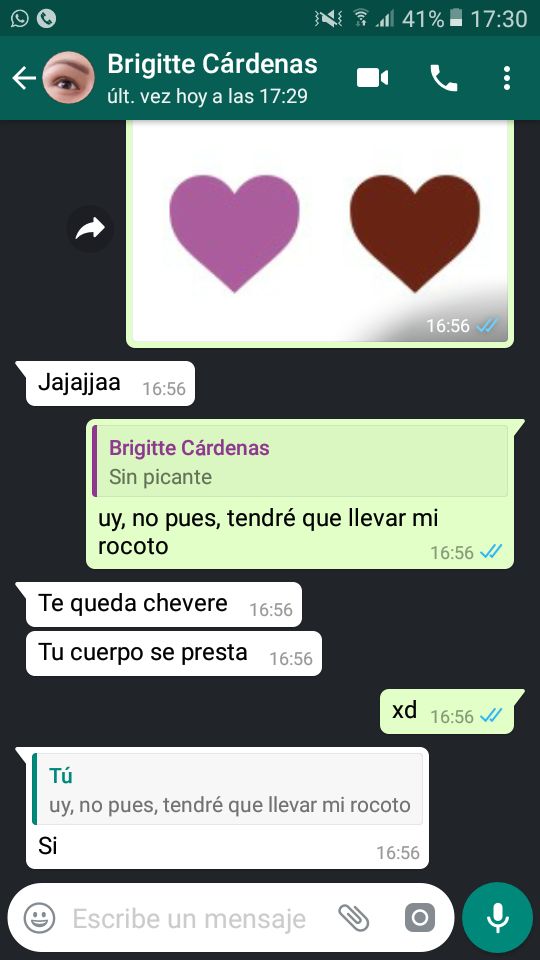 41% 17:30
Brigitte Cárdenas
últ. vez hoy a las 17:29
16:56
Jajajjaa 16:56
Brigitte Cárdenas
Sin picante
uy, no pues, tendré que llevar mi
rocoto 16:56
Te queda chevere 16:56
Tu cuerpo se presta 16:56
xd 16:56
Tú
uy, no pues, tendré que llevar mi rocoto
Si 16:56
Escribe un mensaje